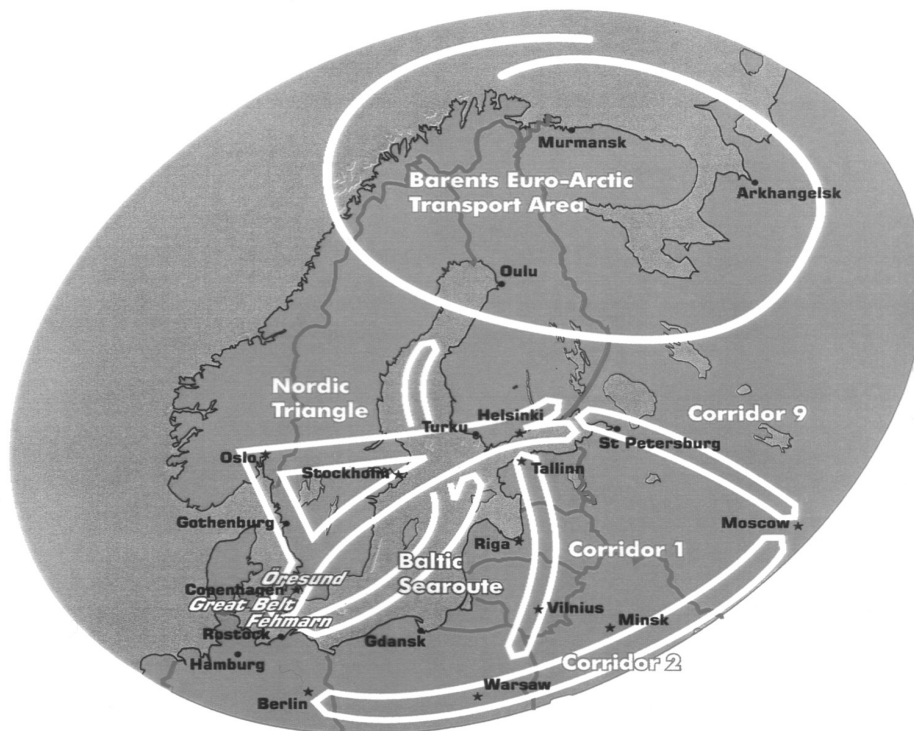 Murmansk
Barents Euro-Arctic
Transport Area
Arkhangelsk
Oulu
Nordic
Triangle
Helsinki
Corridor 9
Turku
St Petersburg
Oslo
Stockholm
Tallinn
Gothenburg
Moscow
Riga
Corridor 1
Baltic
Searoute
Öresund
Copenhagen
Great Belt
Vilnius
Fehmarn
Minsk
Rostock
Gdansk
Hamburg
Corridor 2
Warsaw
Berlin